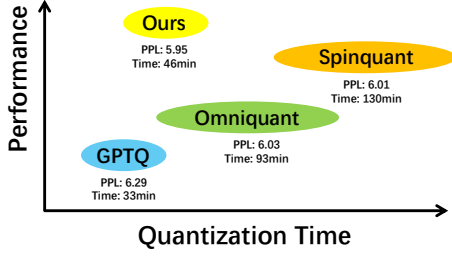 Performance
Ours
PPL: 5.95
Time: 46min
Spinquant
PPL: 6.01
Time: 130min
Omniquant
PPL: 6.03
Time: 93min
GPTQ
PPL: 6.29
Time: 33min
Quantization Time